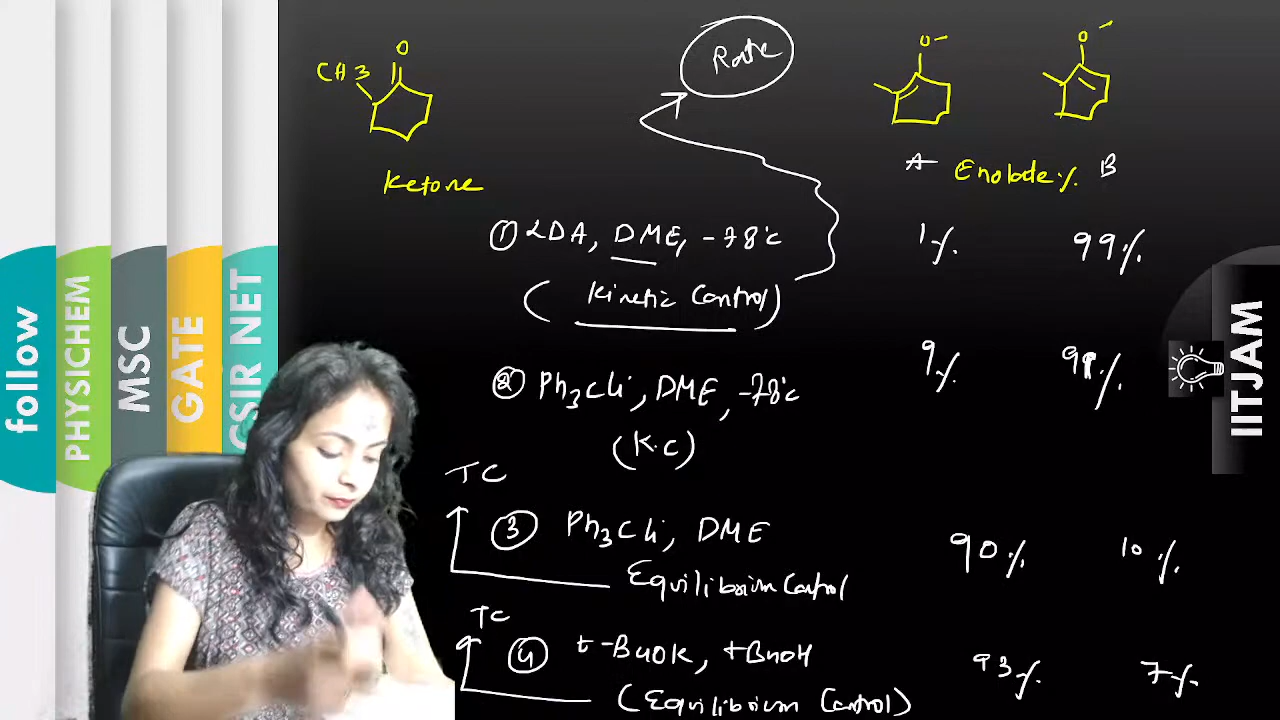 O
CH3
Ketone
Rate
O-
O-
A Enolode% B
① LDA, DME, -78°c 1% 99%
(Kinetic Control)
② Ph3CLi, DME, -78°c 9% 98%
(K.C)
TC
③ Ph3CLi, DME 90% 10%
Equilibrium Control
TC
④ t-BuOK, tBuOH 93% 7%
(Equilibrium Control)
follow
PHYSICHEM
MSC
GATE
CSIR NET
IITJAM